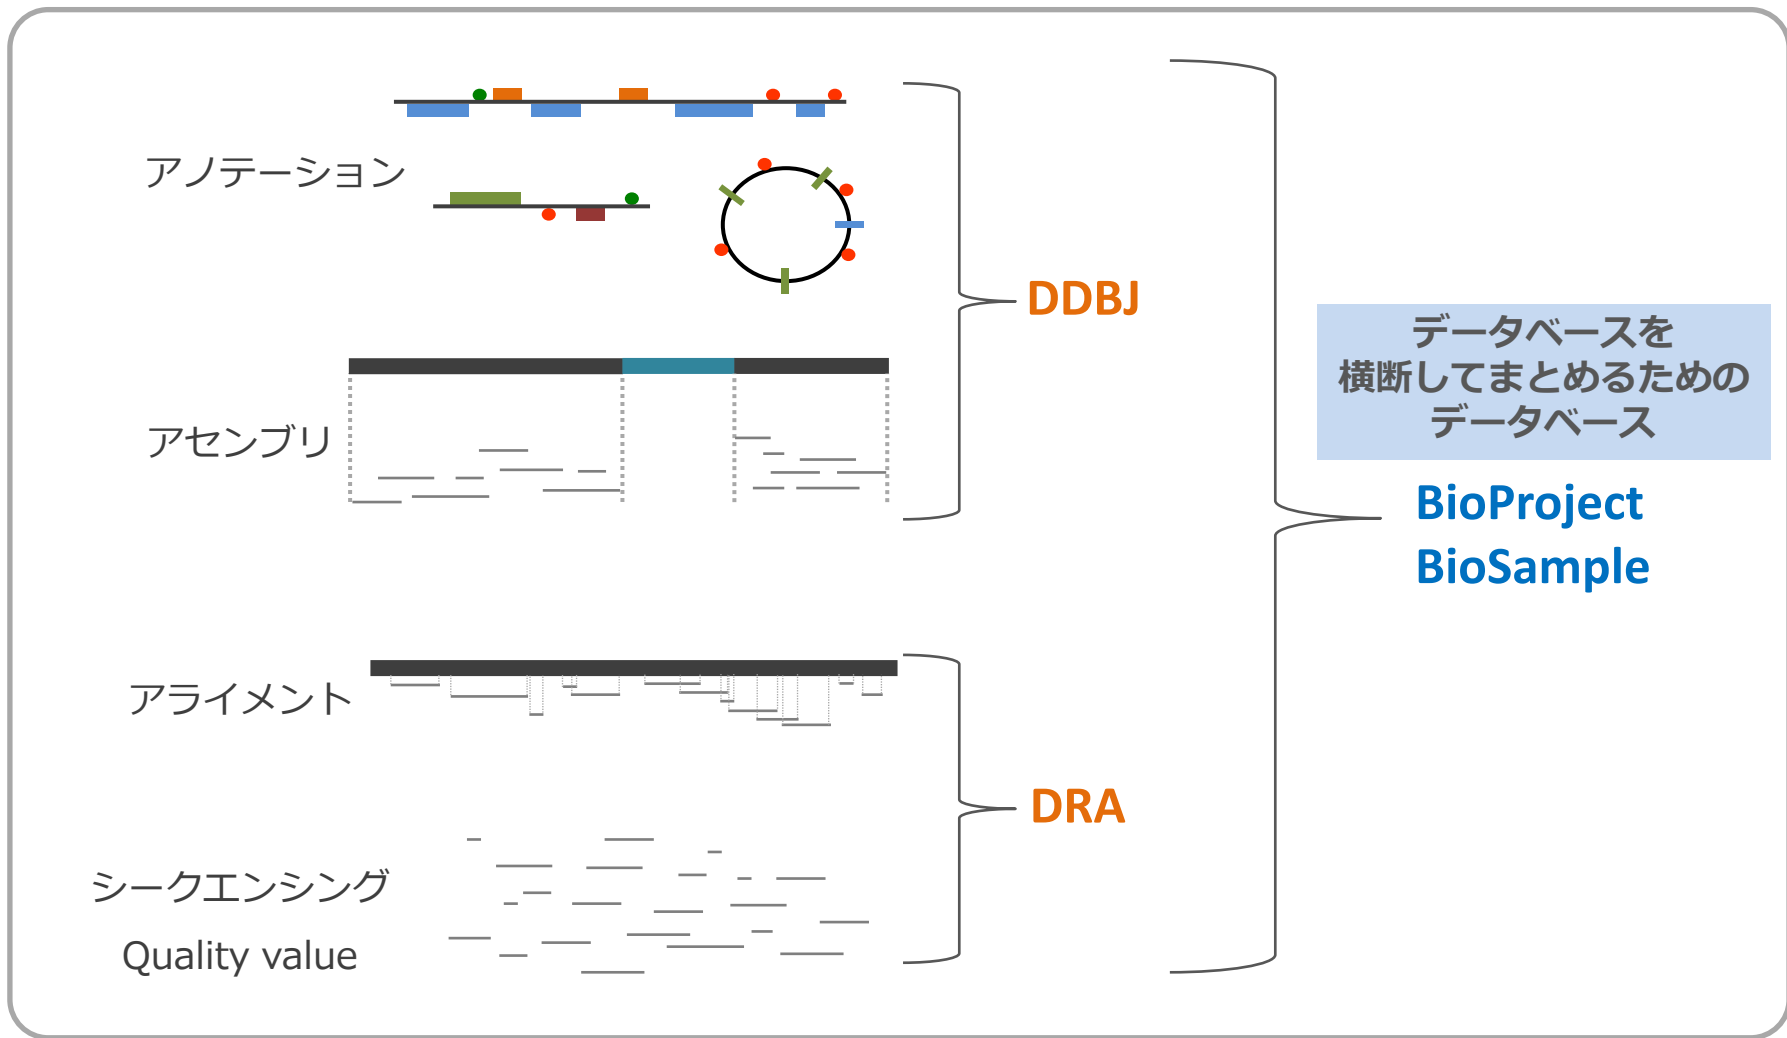 アノテーション
アセンブリ
アライメント
シークエンシング
Quality value
DDBJ
DRA
データベースを
横断してまとめるための
データベース
BioProject
BioSample